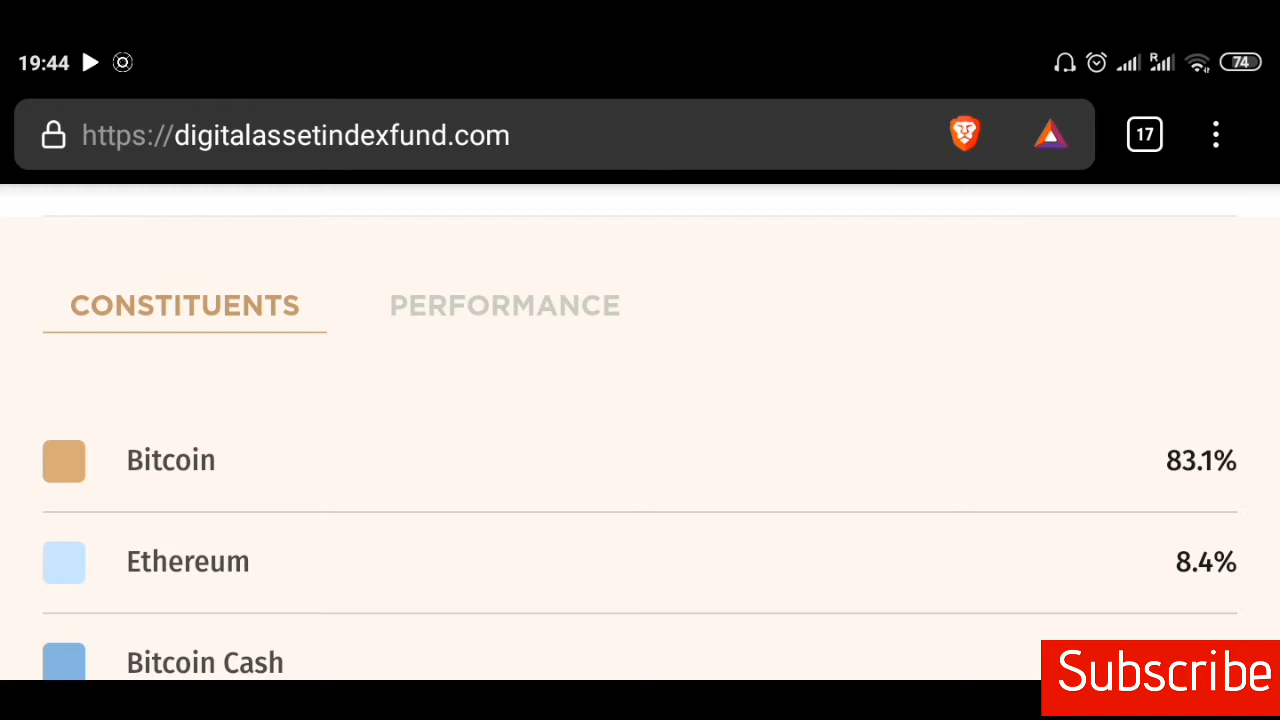 19:44
R
74
https://digitalassetindexfund.com
17
CONSTITUENTS PERFORMANCE
Bitcoin 83.1%
Ethereum 8.4%
Bitcoin Cash
Subscribe